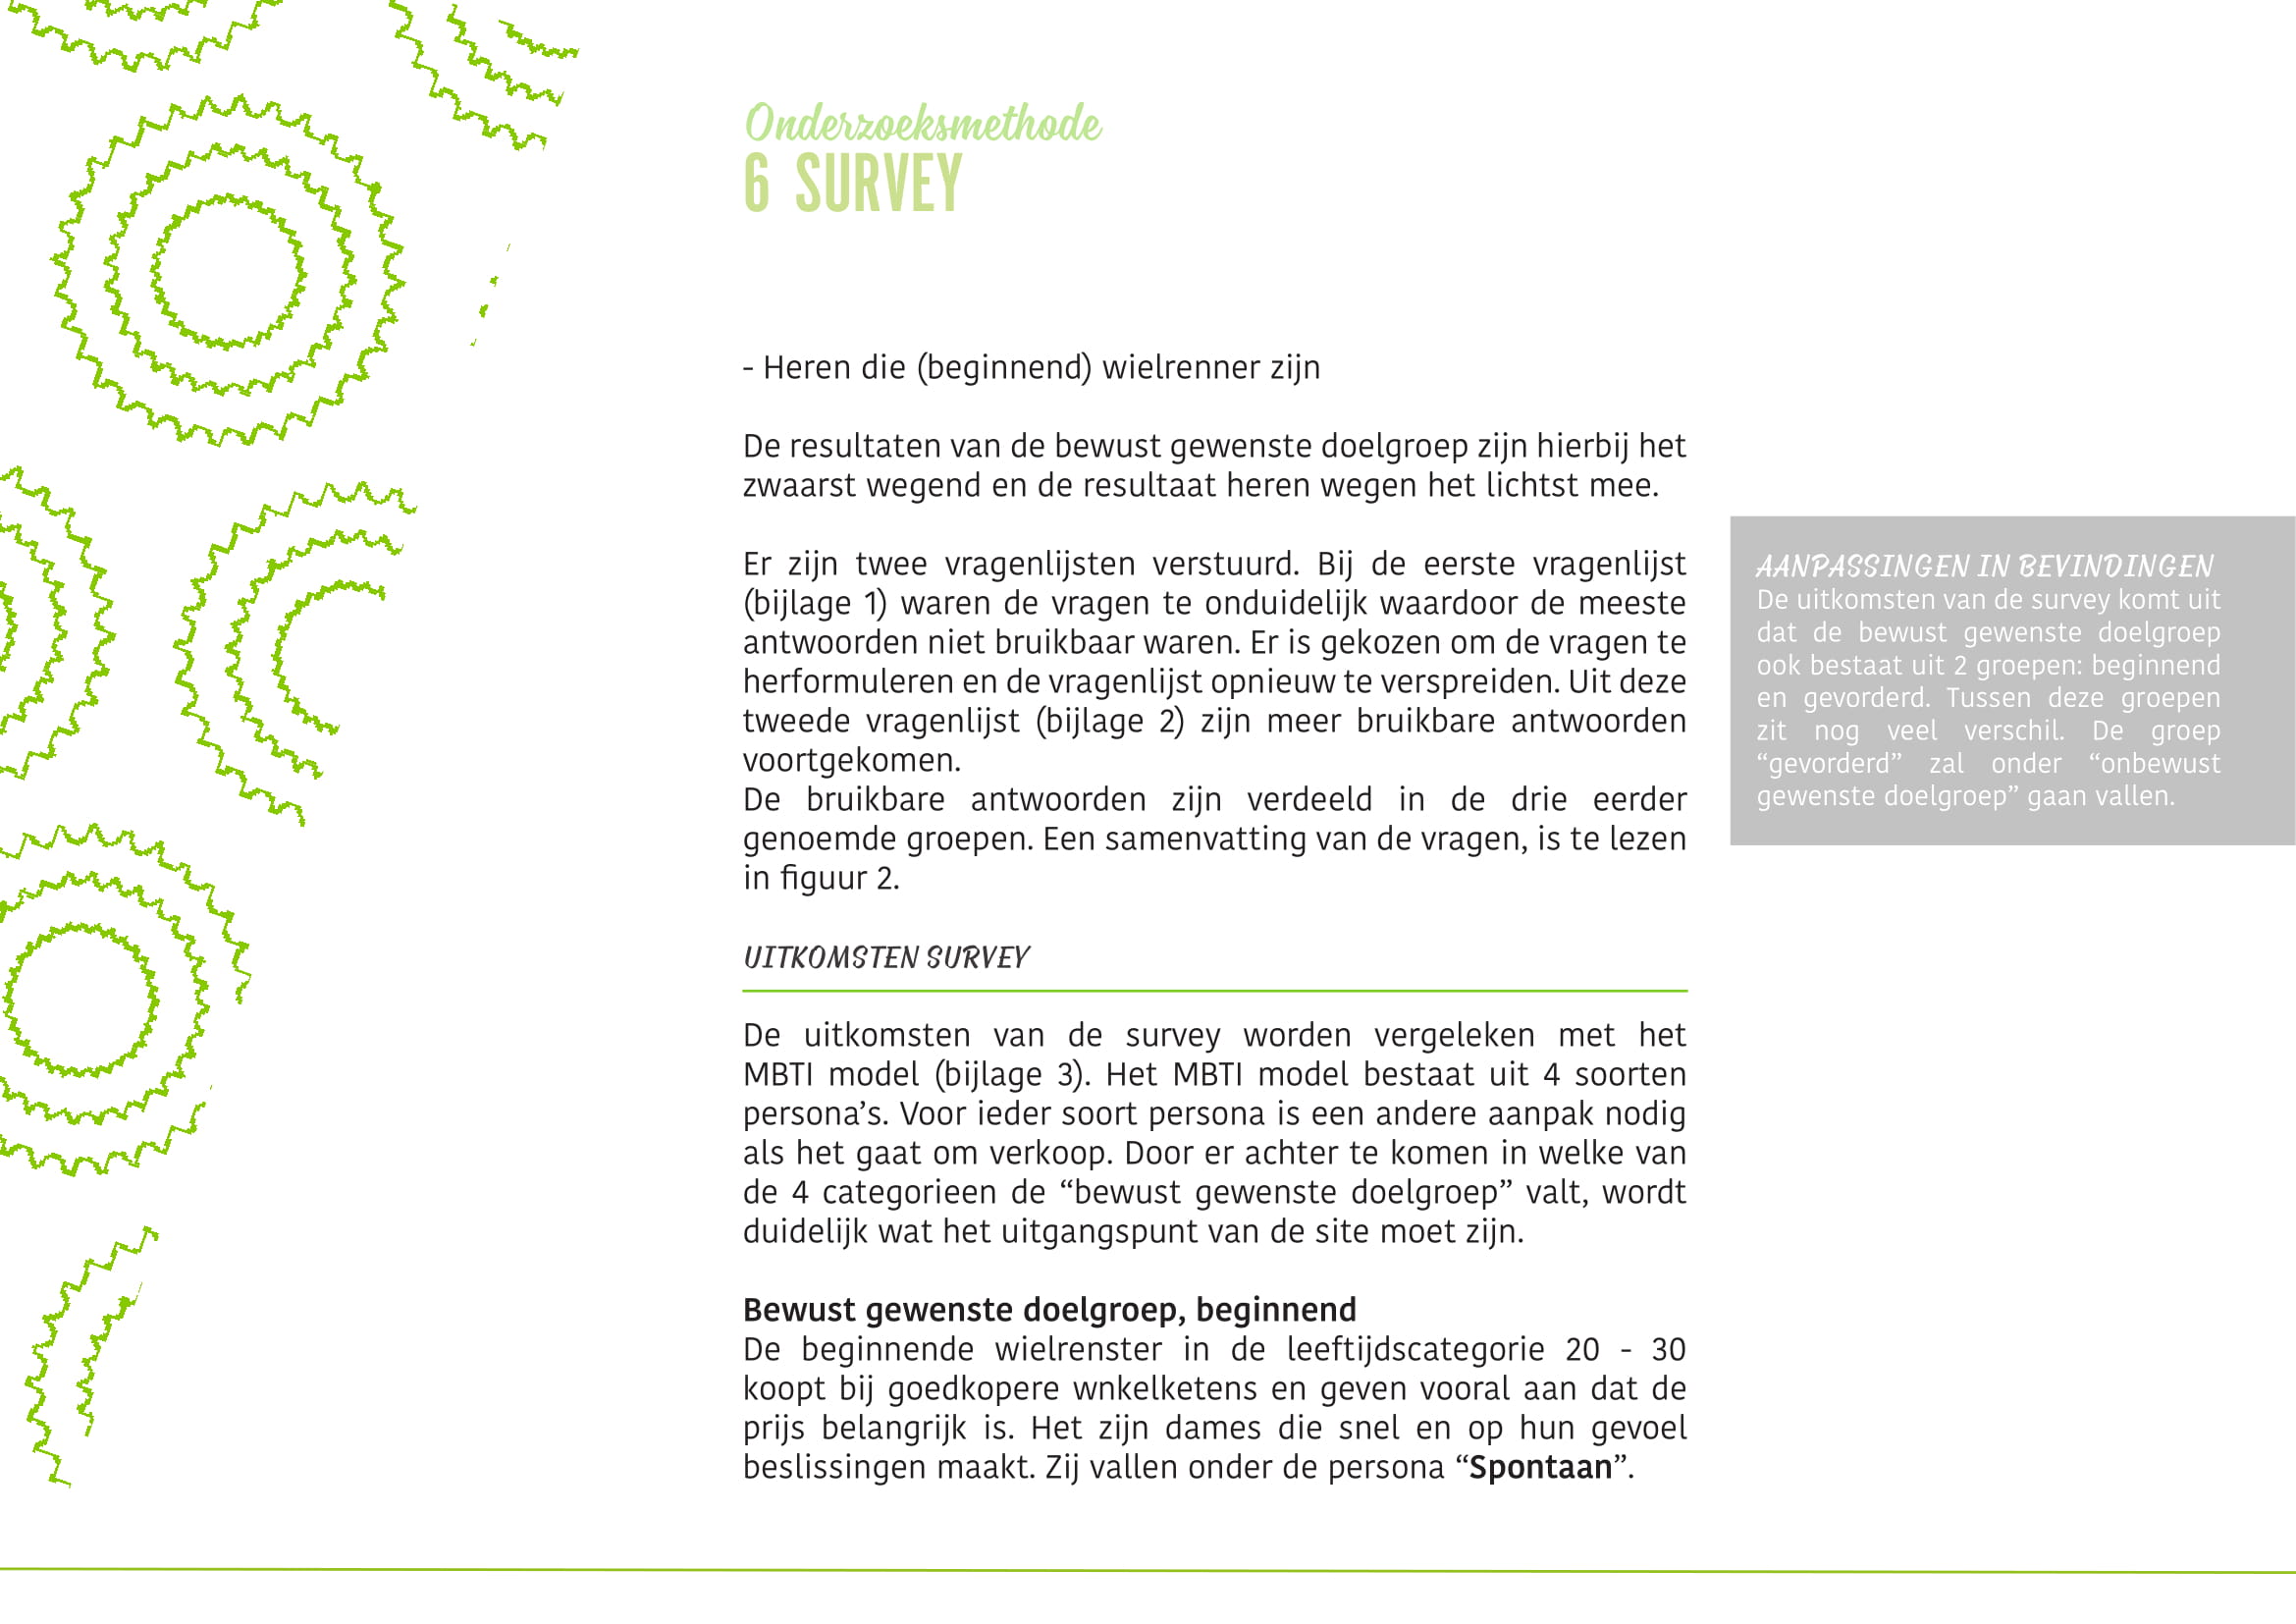 Onderzoeksmethode
6 SURVEY
- Heren die (beginnend) wielrenner zijn
De resultaten van de bewust gewenste doelgroep zijn hierbij het
zwaarst wegend en de resultaat heren wegen het lichtst mee.
Er zijn twee vragenlijsten verstuurd. Bij de eerste vragenlijst
(bijlage 1) waren de vragen te onduidelijk waardoor de meeste
antwoorden niet bruikbaar waren. Er is gekozen om de vragen te
herformuleren en de vragenlijst opnieuw te verspreiden. Uit deze
tweede vragenlijst (bijlage 2) zijn meer bruikbare antwoorden
voortgekomen.
De bruikbare antwoorden zijn verdeeld in de drie eerder
genoemde groepen. Een samenvatting van de vragen, is te lezen
in figuur 2.
UITKOMSTEN SURVEY
De uitkomsten van de survey worden vergeleken met het
MBTI model (bijlage 3). Het MBTI model bestaat uit 4 soorten
persona’s. Voor ieder soort persona is een andere aanpak nodig
als het gaat om verkoop. Door er achter te komen in welke van
de 4 categorieen de “bewust gewenste doelgroep” valt, wordt
duidelijk wat het uitgangspunt van de site moet zijn.
Bewust gewenste doelgroep, beginnend
De beginnende wielrenster in de leeftijdscategorie 20 - 30
koopt bij goedkopere wnkelketens en geven vooral aan dat de
prijs belangrijk is. Het zijn dames die snel en op hun gevoel
beslissingen maakt. Zij vallen onder de persona “Spontaan”.
AANPASSINGEN IN BEVINDINGEN
De uitkomsten van de survey komt uit
dat de bewust gewenste doelgroep
ook bestaat uit 2 groepen: beginnend
en gevorderd. Tussen deze groepen
zit nog veel verschil. De groep
“gevorderd” zal onder “onbewust
gewenste doelgroep” gaan vallen.